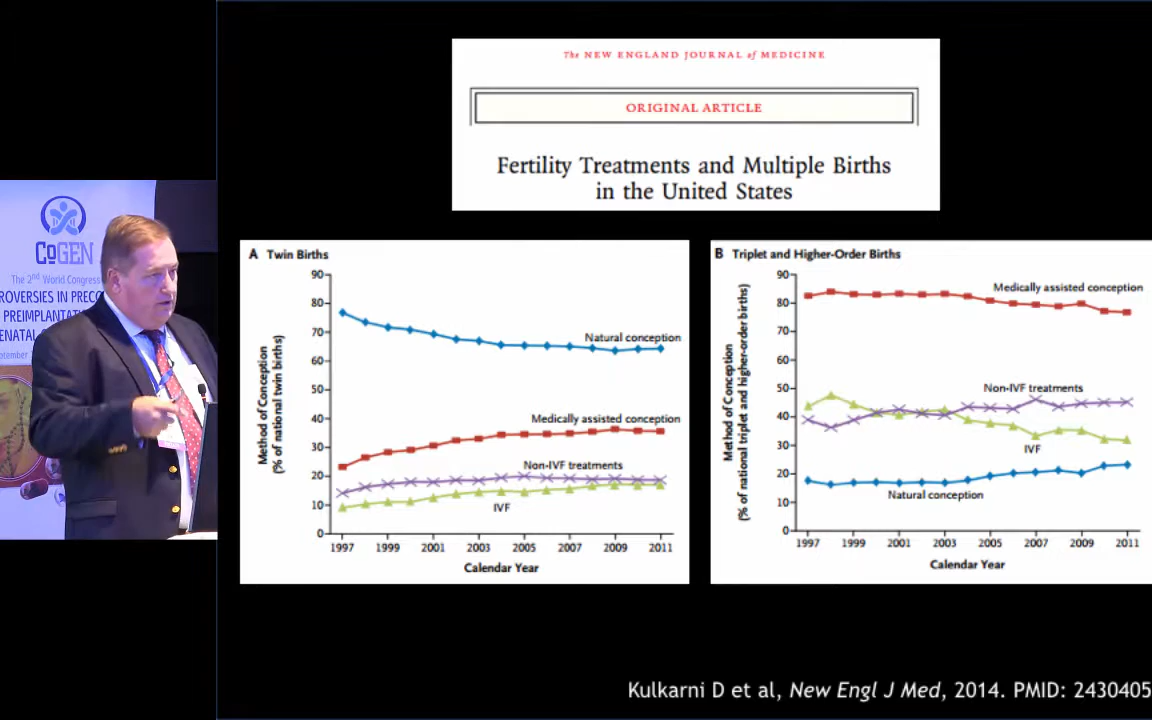 The NEW ENGLAND JOURNAL of MEDICINE
ORIGINAL ARTICLE
Fertility Treatments and Multiple Births
in the United States
CoGEN
The 2nd World Congress
ROVERSIES IN PRECO
PREIMPLANTAT
ENATAL
A Twin Births
Method of Conception
(% of national twin births)
90
80
70
60
50
40
30
20
10
0
Natural conception
Medically assisted conception
Non-IVF treatments
IVF
1997 1999 2001 2003 2005 2007 2009 2011
Calendar Year
B Triplet and Higher-Order Births
Method of Conception
(% of national triplet and higher-order births)
90
80
70
60
50
40
30
20
10
0
Medically assisted conception
Non-IVF treatments
IVF
Natural conception
1997 1999 2001 2003 2005 2007 2009 2011
Calendar Year
Kulkarni D et al, New Engl J Med, 2014. PMID: 2430405